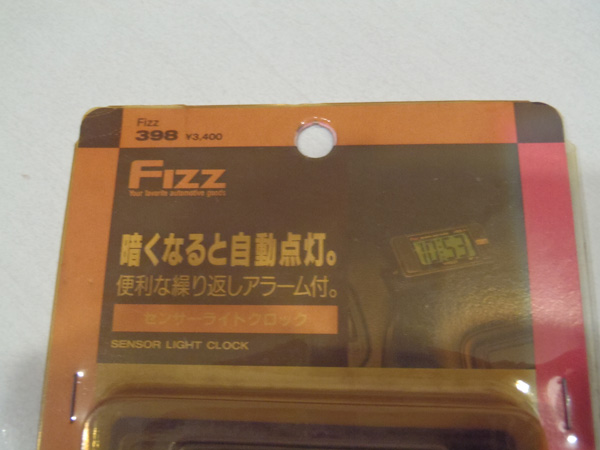 Fizz
398 ¥3,400
FIZZ
Your favorite automotive goods
暗くなると自動点灯。
便利な繰り返しアラーム付。
センサーライトクロック
SENSOR LIGHT CLOCK